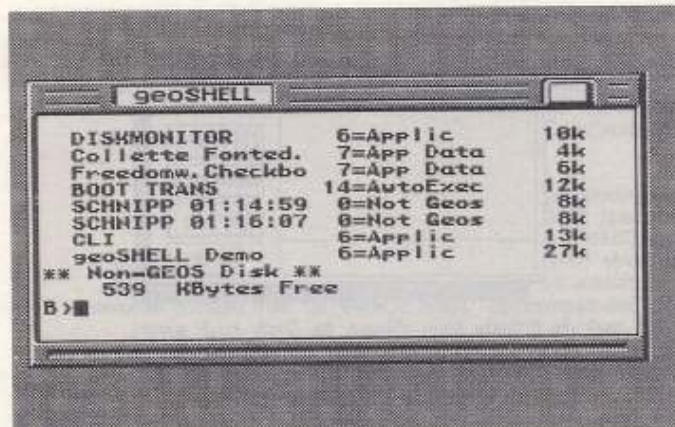 geoSHELL
DISKMONITOR 6=Applic 10k
Collette Fonted. 7=App Data 4k
Freedomw.Checkbo 7=App Data 6k
BOOT TRANS 14=AutoExec 12k
SCHNIPP 01:14:59 0=Not Geos 8k
SCHNIPP 01:16:07 0=Not Geos 8k
CLI 6=Applic 13k
geoSHELL Demo 6=Applic 27k
** Non-GEOS Disk **
539 KBytes Free
B>